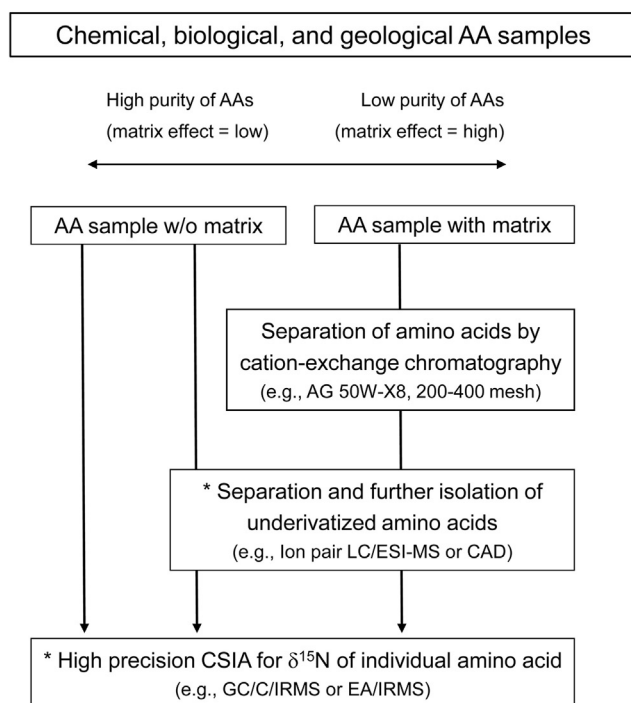 Chemical, biological, and geological AA samples
High purity of AAs
(matrix effect = low)
Low purity of AAs
(matrix effect = high)
AA sample w/o matrix
AA sample with matrix
Separation of amino acids by
cation-exchange chromatography
(e.g., AG 50W-X8, 200-400 mesh)
* Separation and further isolation of
underivatized amino acids
(e.g., Ion pair LC/ESI-MS or CAD)
* High precision CSIA for δ¹⁵N of individual amino acid
(e.g., GC/C/IRMS or EA/IRMS)